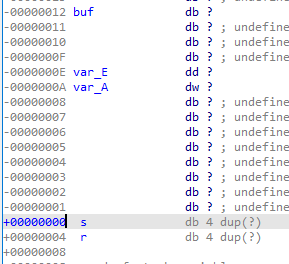 -00000012 buf db ?
-00000011 db ? ; undefine
-00000010 db ? ; undefine
-0000000F db ? ; undefine
-0000000E var_E dd ?
-0000000A var_A dw ?
-00000008 db ? ; undefine
-00000007 db ? ; undefine
-00000006 db ? ; undefine
-00000005 db ? ; undefine
-00000004 db ? ; undefine
-00000003 db ? ; undefine
-00000002 db ? ; undefine
-00000001 db ? ; undefine
+00000000 s db 4 dup(?)
+00000004 r db 4 dup(?)
+00000008